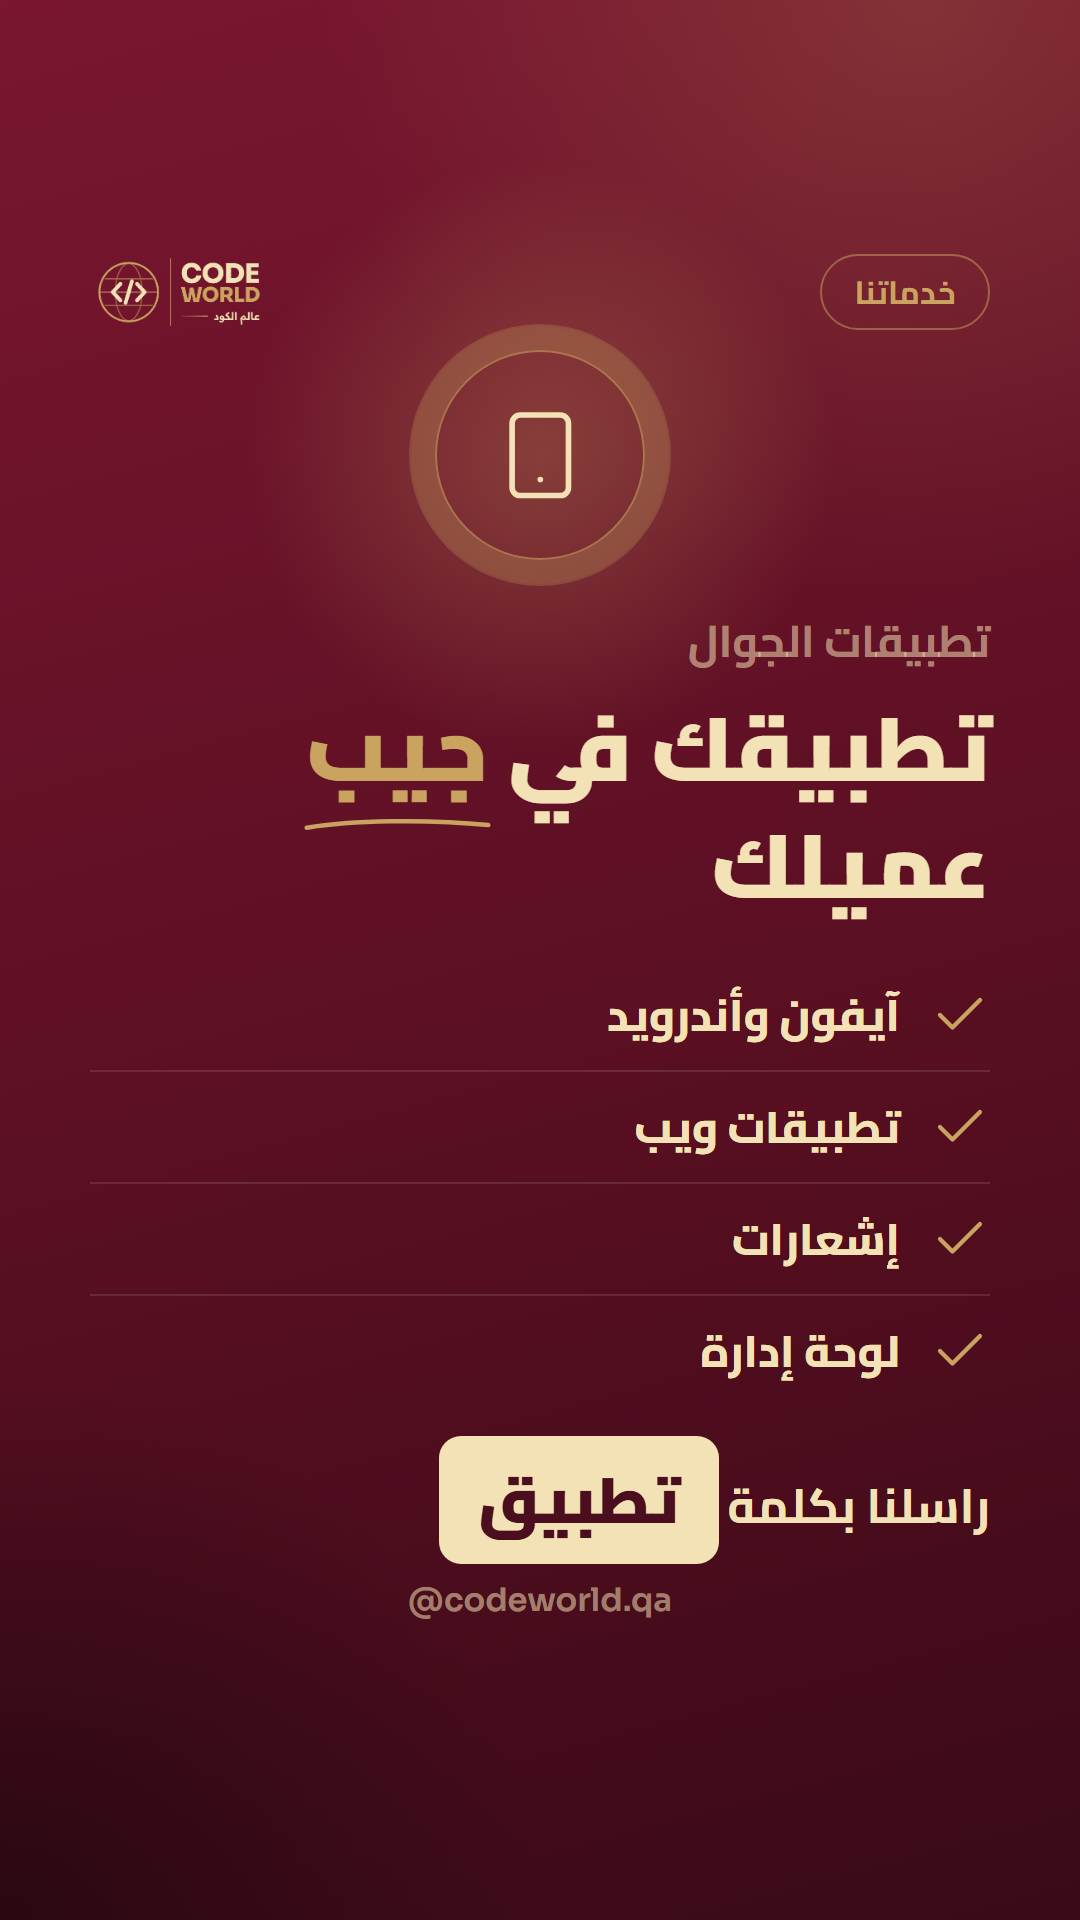 CODE
WORLD
عالم الكود
خدماتنا
تطبيقات الجوال
تطبيقك في جيب
عميلك
آيفون وأندرويد
تطبيقات ويب
إشعارات
لوحة إدارة
راسلنا بكلمة تطبيق
@codeworld.qa